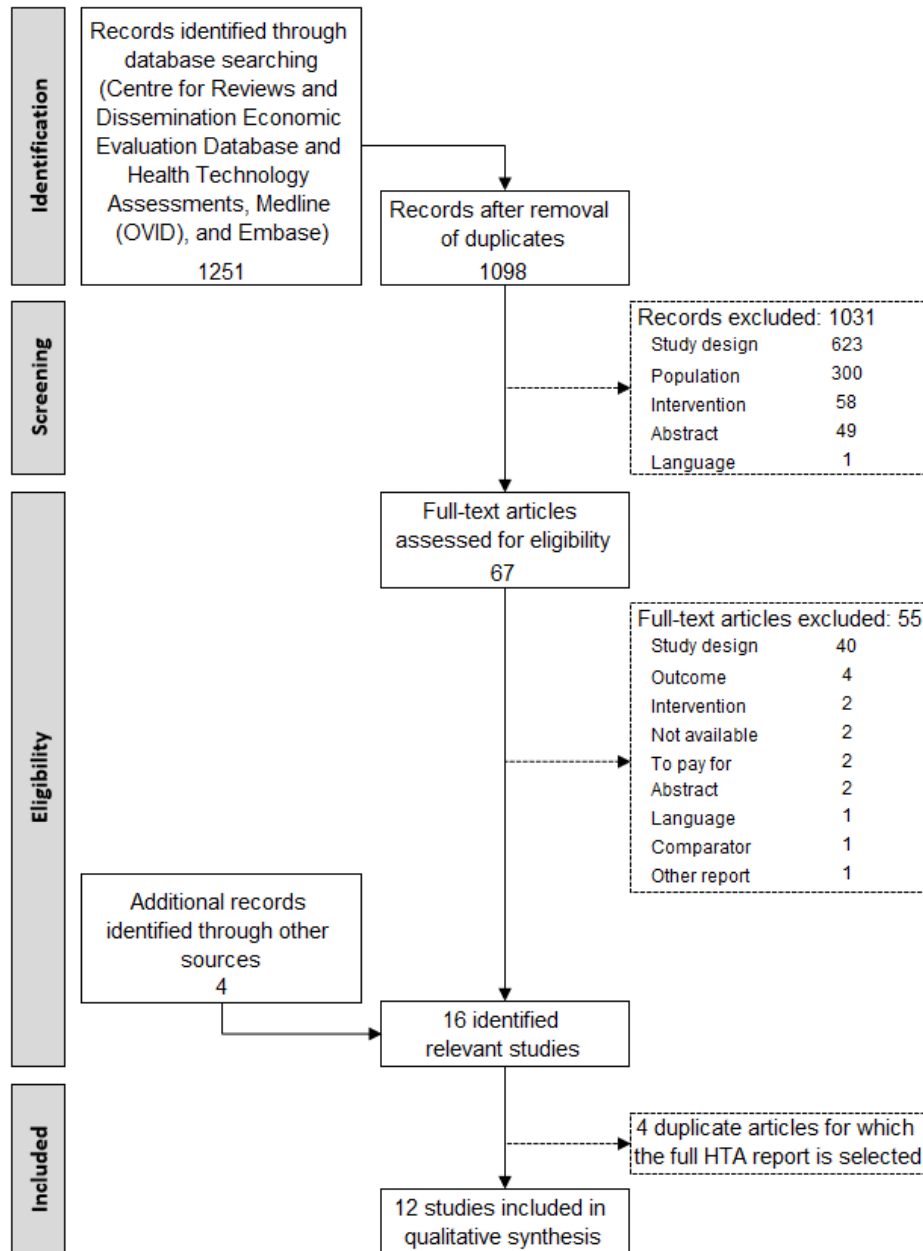 Identification
Records identified through
database searching
(Centre for Reviews and
Dissemination Economic
Evaluation Database and
Health Technology
Assessments, Medline
(OVID), and Embase)
1251
Records after removal
of duplicates
1098
Screening
Records excluded: 1031
Study design 623
Population 300
Intervention 58
Abstract 49
Language 1
Eligibility
Full-text articles
assessed for eligibility
67
Full-text articles excluded: 55
Study design 40
Outcome 4
Intervention 2
Not available 2
To pay for 2
Abstract 2
Language 1
Comparator 1
Other report 1
Additional records
identified through other
sources
4
16 identified
relevant studies
Included
4 duplicate articles for which
the full HTA report is selected
12 studies included in
qualitative synthesis